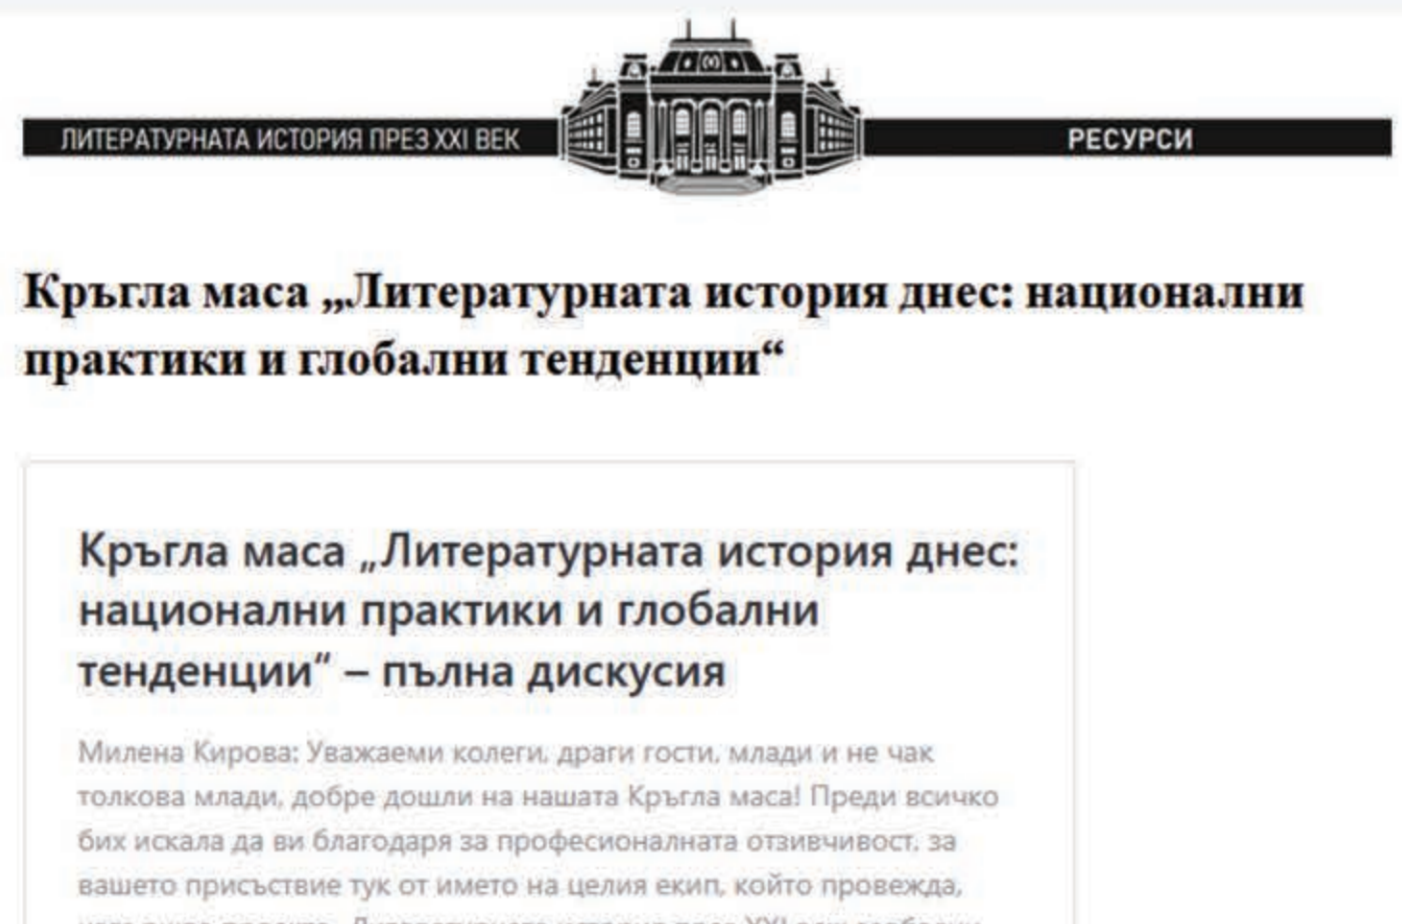 ЛИТЕРАТУРНАТА ИСТОРИЯ ПРЕЗ XXI ВЕК
РЕСУРСИ
Кръгла маса „Литературната история днес: национални
практики и глобални тенденции“
Кръгла маса „Литературната история днес:
национални практики и глобални
тенденции“ – пълна дискусия
Милена Кирова: Уважаеми колеги, драги гости, млади и не чак
толкова млади, добре дошли на нашата Кръгла маса! Преди всичко
бих искала да ви благодаря за професионалната отзивчивост, за
вашето присъствие тук от името на целия екип, който провежда,